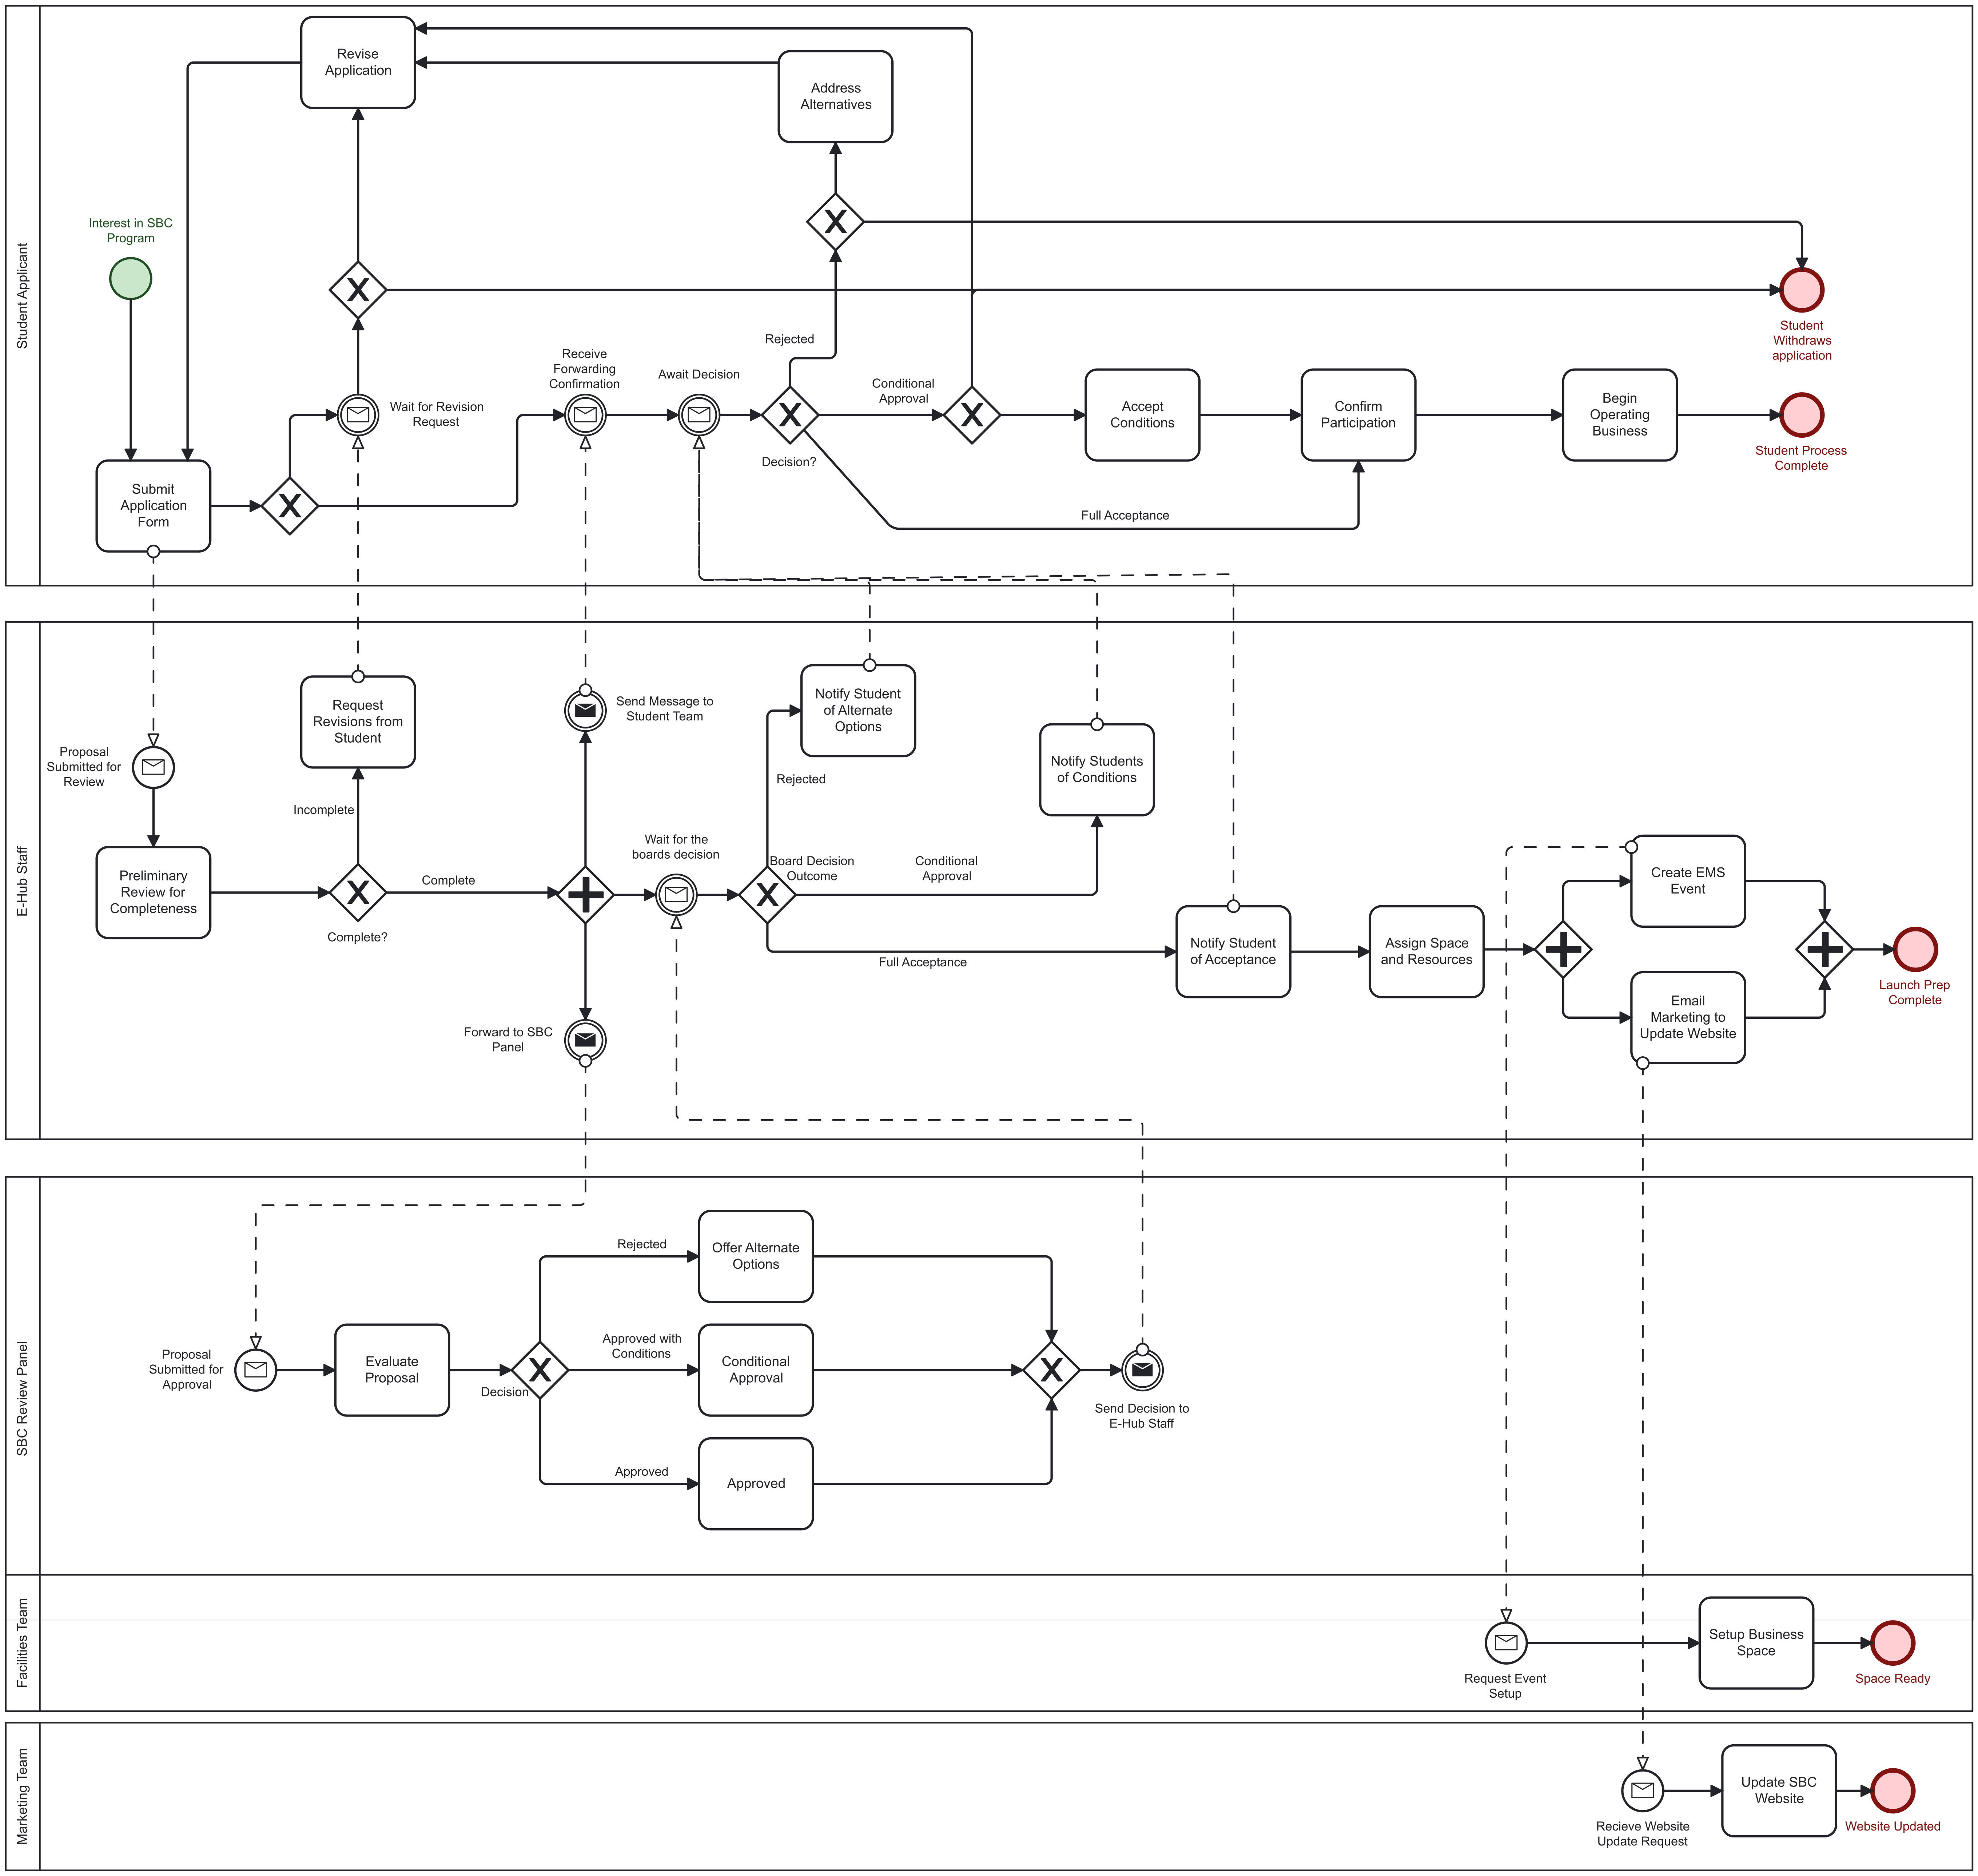 Student Applicant
Revise
Application
Address
Alternatives
Interest in SBC
Program
Student
Withdraws
application
Rejected
Receive
Forwarding
Confirmation
Await Decision
Wait for Revision
Request
Conditional
Approval
Decision?
Accept
Conditions
Confirm
Participation
Begin
Operating
Business
Student Process
Complete
Submit
Application
Form
Full Acceptance
E-Hub Staff
Proposal
Submitted for
Review
Request
Revisions from
Student
Incomplete
Send Message to
Student Team
Notify Student
of Alternate
Options
Rejected
Notify Students
of Conditions
Preliminary
Review for
Completeness
Complete?
Complete
Wait for the
boards decision
Board Decision
Outcome
Conditional
Approval
Full Acceptance
Notify Student
of Acceptance
Assign Space
and Resources
Create EMS
Event
Email
Marketing to
Update Website
Launch Prep
Complete
Forward to SBC
Panel
SBC Review Panel
Proposal
Submitted for
Approval
Evaluate
Proposal
Decision
Rejected
Offer Alternate
Options
Approved with
Conditions
Conditional
Approval
Approved
Approved
Send Decision to
E-Hub Staff
Facilities Team
Request Event
Setup
Setup Business
Space
Space Ready
Marketing Team
Recieve Website
Update Request
Update SBC
Website
Website Updated